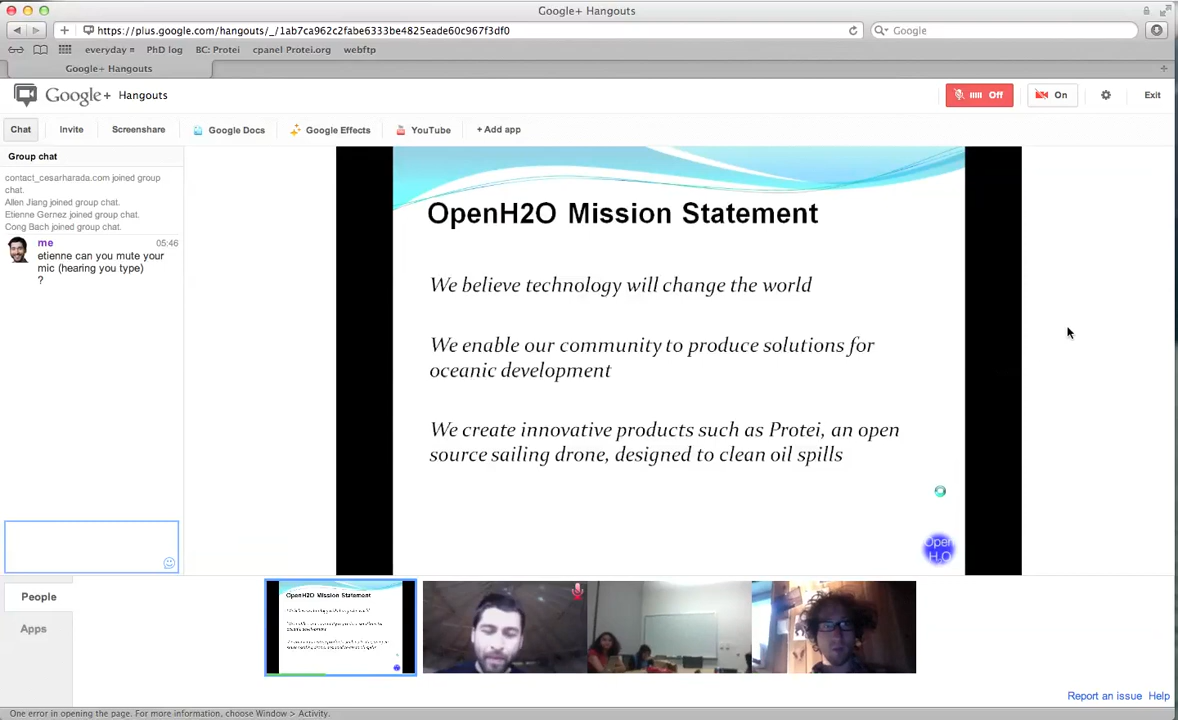 Google+ Hangouts
https://plus.google.com/hangouts/_/1ab7ca962c2fabe6333be4825eade60c967f3df0
Google
everyday
PhD log
BC: Protei
cpanel Protei.org
webftp
Google+ Hangouts
Google+ Hangouts
Off
On
Exit
Chat
Invite
Screenshare
Google Docs
Google Effects
YouTube
+ Add app
Group chat
contact_cesarharada.com joined group
chat.
Allen Jiang joined group chat.
Etienne Gernez joined group chat.
Cong Bach joined group chat.
me 05:46
etienne can you mute your
mic (hearing you type)
?
OpenH2O Mission Statement
We believe technology will change the world
We enable our community to produce solutions for
oceanic development
We create innovative products such as Protei, an open
source sailing drone, designed to clean oil spills
Open
H₂O
People
Apps
OpenH2O Mission Statement
Report an issue Help
One error in opening the page. For more information, choose Window > Activity.